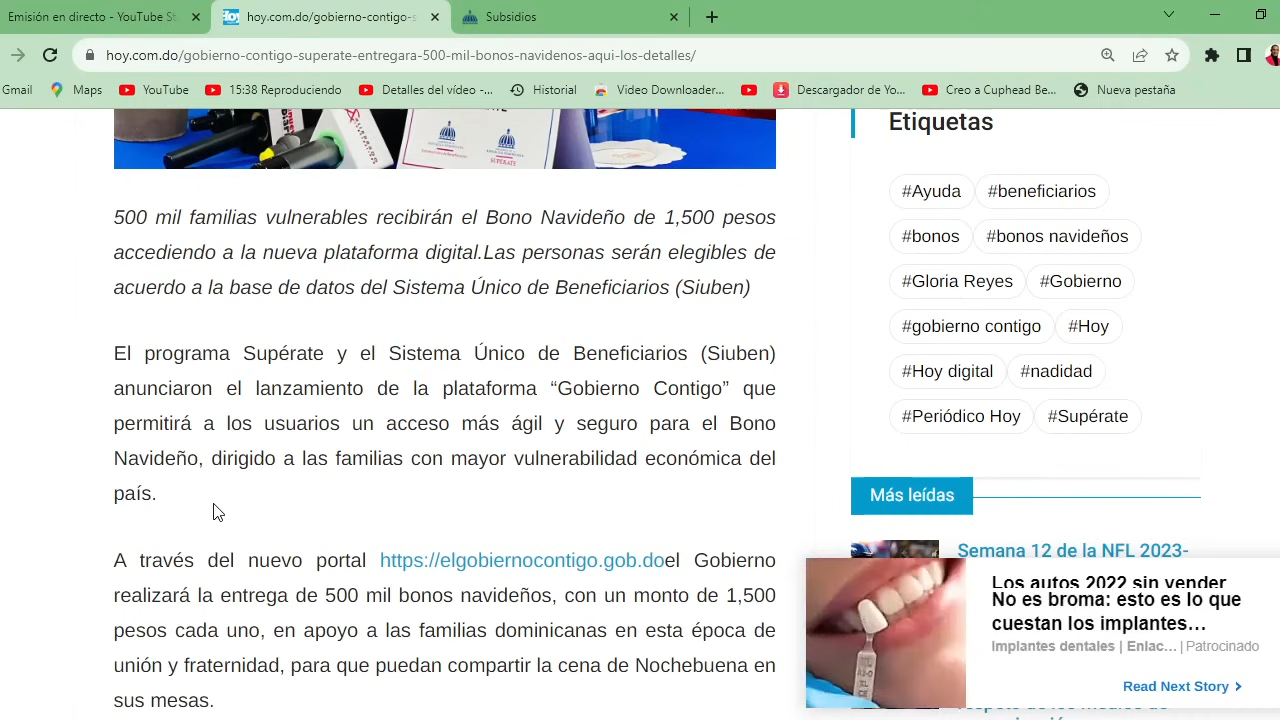 Emisión en directo - YouTube St
hoy.com.do/gobierno-contigo-s
Subsidios
hoy.com.do/gobierno-contigo-superate-entregara-500-mil-bonos-navidenos-aqui-los-detalles/
Gmail
Maps
YouTube
15:38 Reproduciendo
Detalles del vídeo -...
Historial
Video Downloader...
Descargador de Yo...
Creo a Cuphead Be...
Nueva pestaña
SUPÉRATE
500 mil familias vulnerables recibirán el Bono Navideño de 1,500 pesos
accediendo a la nueva plataforma digital.Las personas serán elegibles de
acuerdo a la base de datos del Sistema Único de Beneficiarios (Siuben)
El programa Supérate y el Sistema Único de Beneficiarios (Siuben)
anunciaron el lanzamiento de la plataforma “Gobierno Contigo” que
permitirá a los usuarios un acceso más ágil y seguro para el Bono
Navideño, dirigido a las familias con mayor vulnerabilidad económica del
país.
A través del nuevo portal https://elgobiernocontigo.gob.doel Gobierno
realizará la entrega de 500 mil bonos navideños, con un monto de 1,500
pesos cada uno, en apoyo a las familias dominicanas en esta época de
unión y fraternidad, para que puedan compartir la cena de Nochebuena en
sus mesas.
Etiquetas
#Ayuda
#beneficiarios
#bonos
#bonos navideños
#Gloria Reyes
#Gobierno
#gobierno contigo
#Hoy
#Hoy digital
#nadidad
#Periódico Hoy
#Supérate
Más leídas
Semana 12 de la NFL 2023-
Los autos 2022 sin vender
No es broma: esto es lo que
cuestan los implantes...
Implantes dentales | Enlac... | Patrocinado
Read Next Story